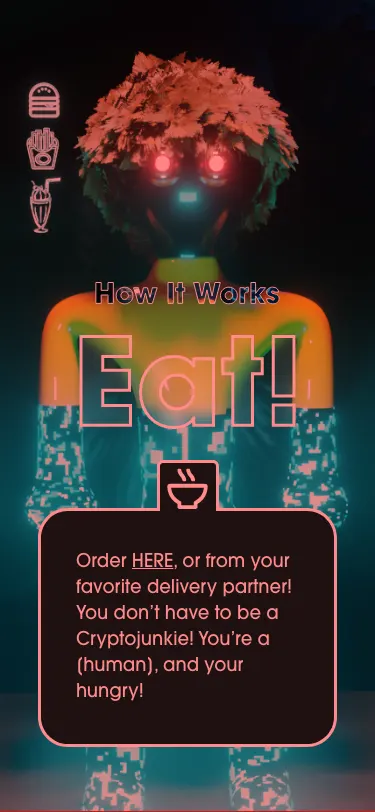 How It Works
Eat!
Order HERE, or from your
favorite delivery partner!
You don't have to be a
Cryptojunkie! You're a
(human), and your
hungry!